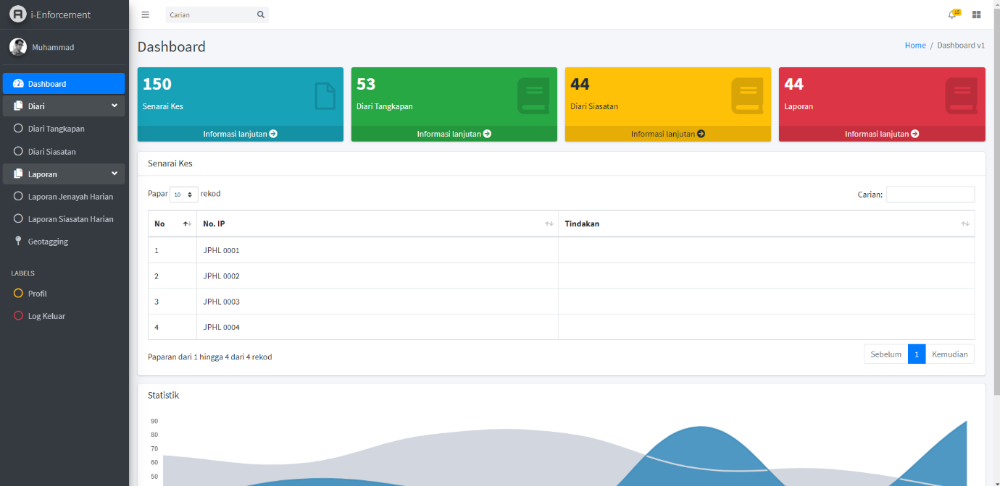 i-Enforcement
Carian
15
Muhammad
Dashboard
Home / Dashboard v1
Dashboard
Diari
Diari Tangkapan
Diari Siasatan
Laporan
Laporan Jenayah Harian
Laporan Siasatan Harian
Geotagging
LABELS
Profil
Log Keluar
150
Senarai Kes
Informasi lanjutan
53
Diari Tangkapan
Informasi lanjutan
44
Diari Siasatan
Informasi lanjutan
44
Laporan
Informasi lanjutan
Senarai Kes
Papar 10 rekod
Carian:
No No. IP Tindakan
1 JPHL 0001
2 JPHL 0002
3 JPHL 0003
4 JPHL 0004
Paparan dari 1 hingga 4 dari 4 rekod
Sebelum 1 Kemudian
Statistik
90
80
70
60
50